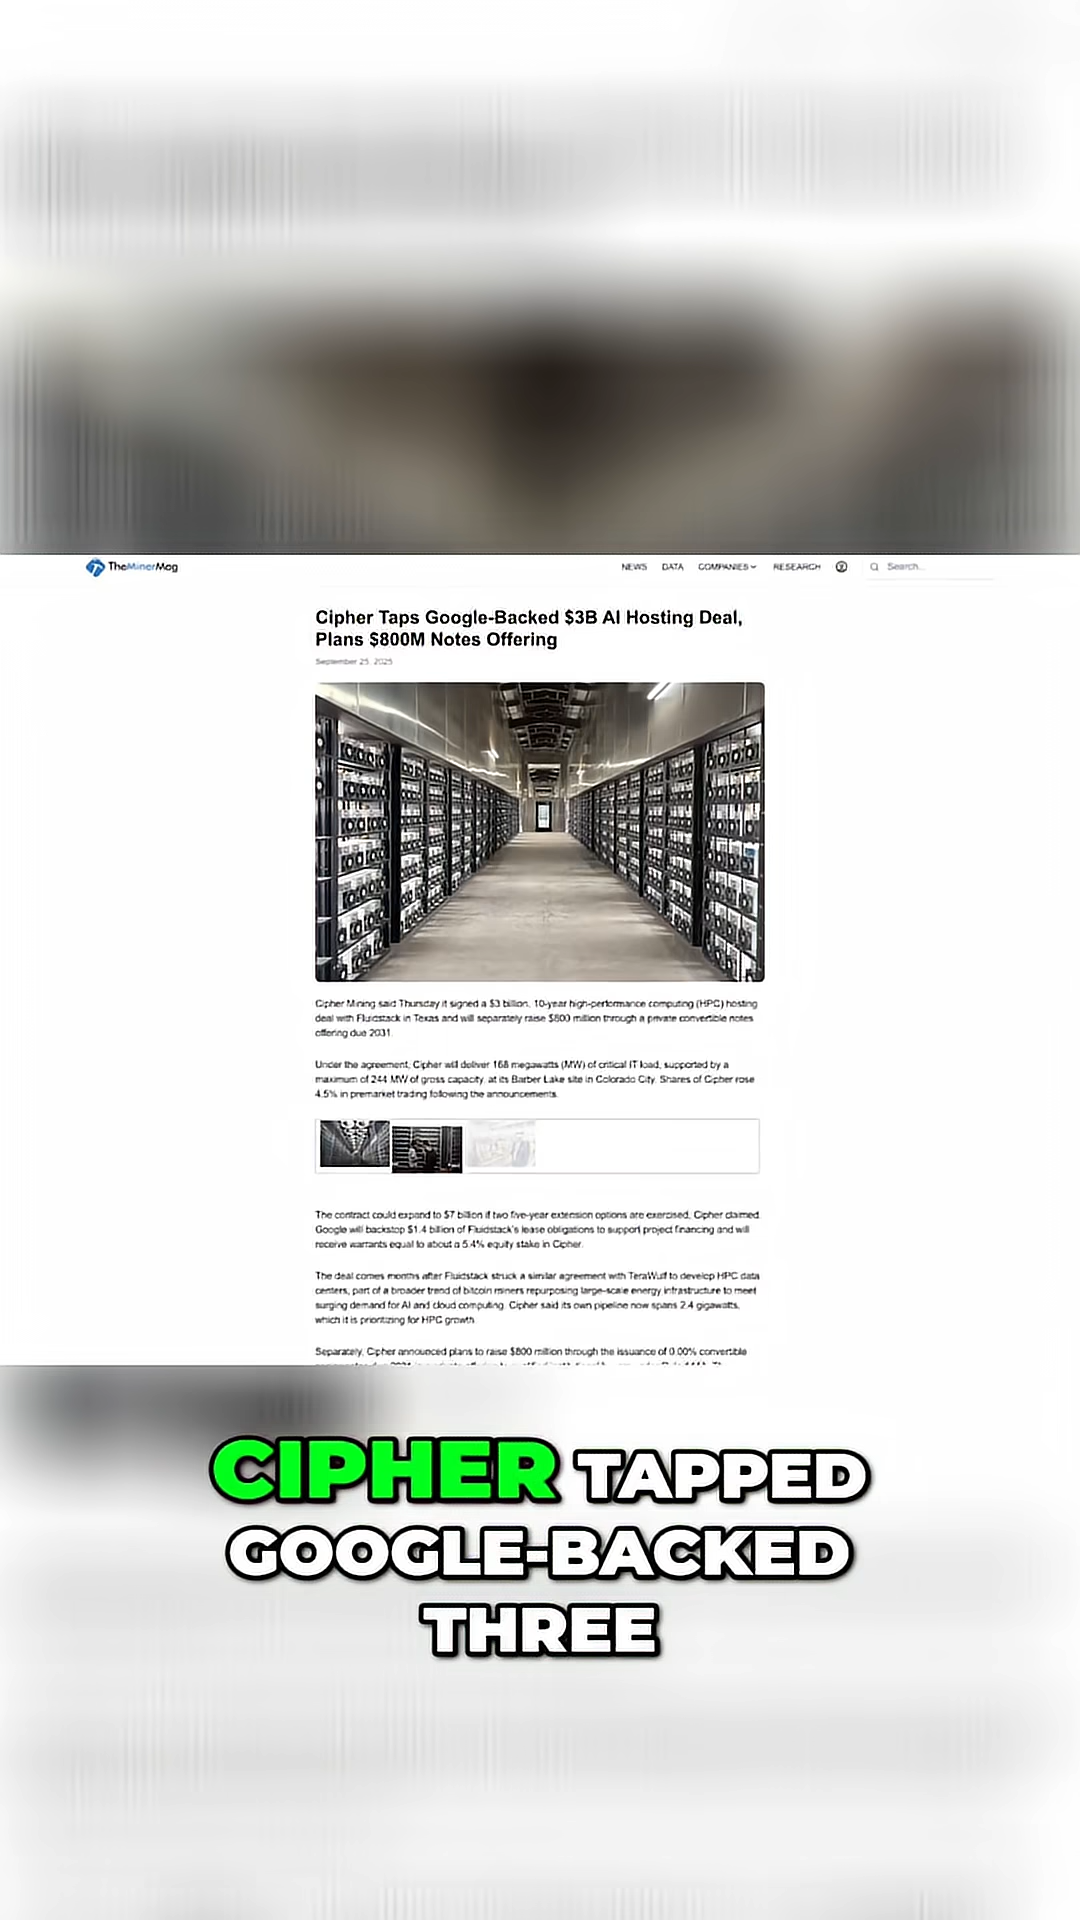 TheMinerMag
NEWS DATA COMPANIES RESEARCH Search...
Cipher Taps Google-Backed $3B AI Hosting Deal,
Plans $800M Notes Offering
September 25, 2025
Cipher Mining said Thursday it signed a $3 billion, 10-year high-performance computing (HPC) hosting
deal with Fluidstack in Texas and will separately raise $800 million through a private convertible notes
offering due 2031.
Under the agreement, Cipher will deliver 168 megawatts (MW) of critical IT load, supported by a
maximum of 244 MW of gross capacity, at its Barber Lake site in Colorado City. Shares of Cipher rose
4.5% in premarket trading following the announcements.
The contract could expand to $7 billion if two five-year extension options are exercised, Cipher claimed.
Google will backstop $1.4 billion of Fluidstack's lease obligations to support project financing and will
receive warrants equal to about a 5.4% equity stake in Cipher.
The deal comes months after Fluidstack struck a similar agreement with TeraWulf to develop HPC data
centers, part of a broader trend of bitcoin miners repurposing large-scale energy infrastructure to meet
surging demand for AI and cloud computing. Cipher said its own pipeline now spans 2.4 gigawatts,
which it is prioritizing for HPC growth.
Separately, Cipher announced plans to raise $800 million through the issuance of 0.00% convertible
CIPHER TAPPED
GOOGLE-BACKED
THREE